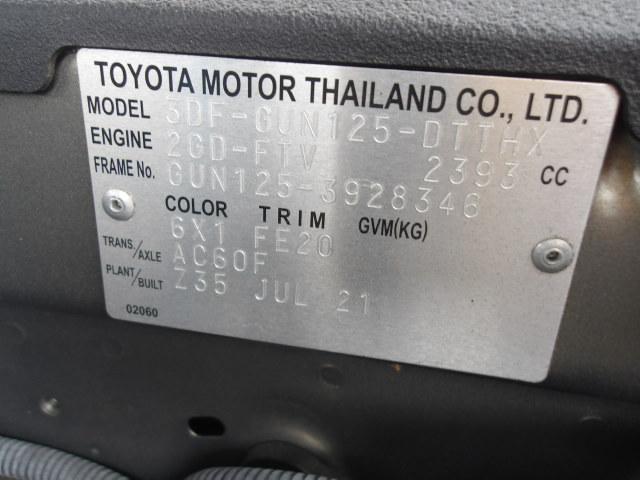 TOYOTA MOTOR THAILAND CO., LTD.
MODEL 3DF-GUN125-DTTHX
ENGINE 2GD-FTV 2393 CC
FRAME No. GUN125-3928346
COLOR TRIM GVM(KG)
6X1 FE20
TRANS./AXLE AC60F
PLANT/BUILT Z35 JUL 21
02060